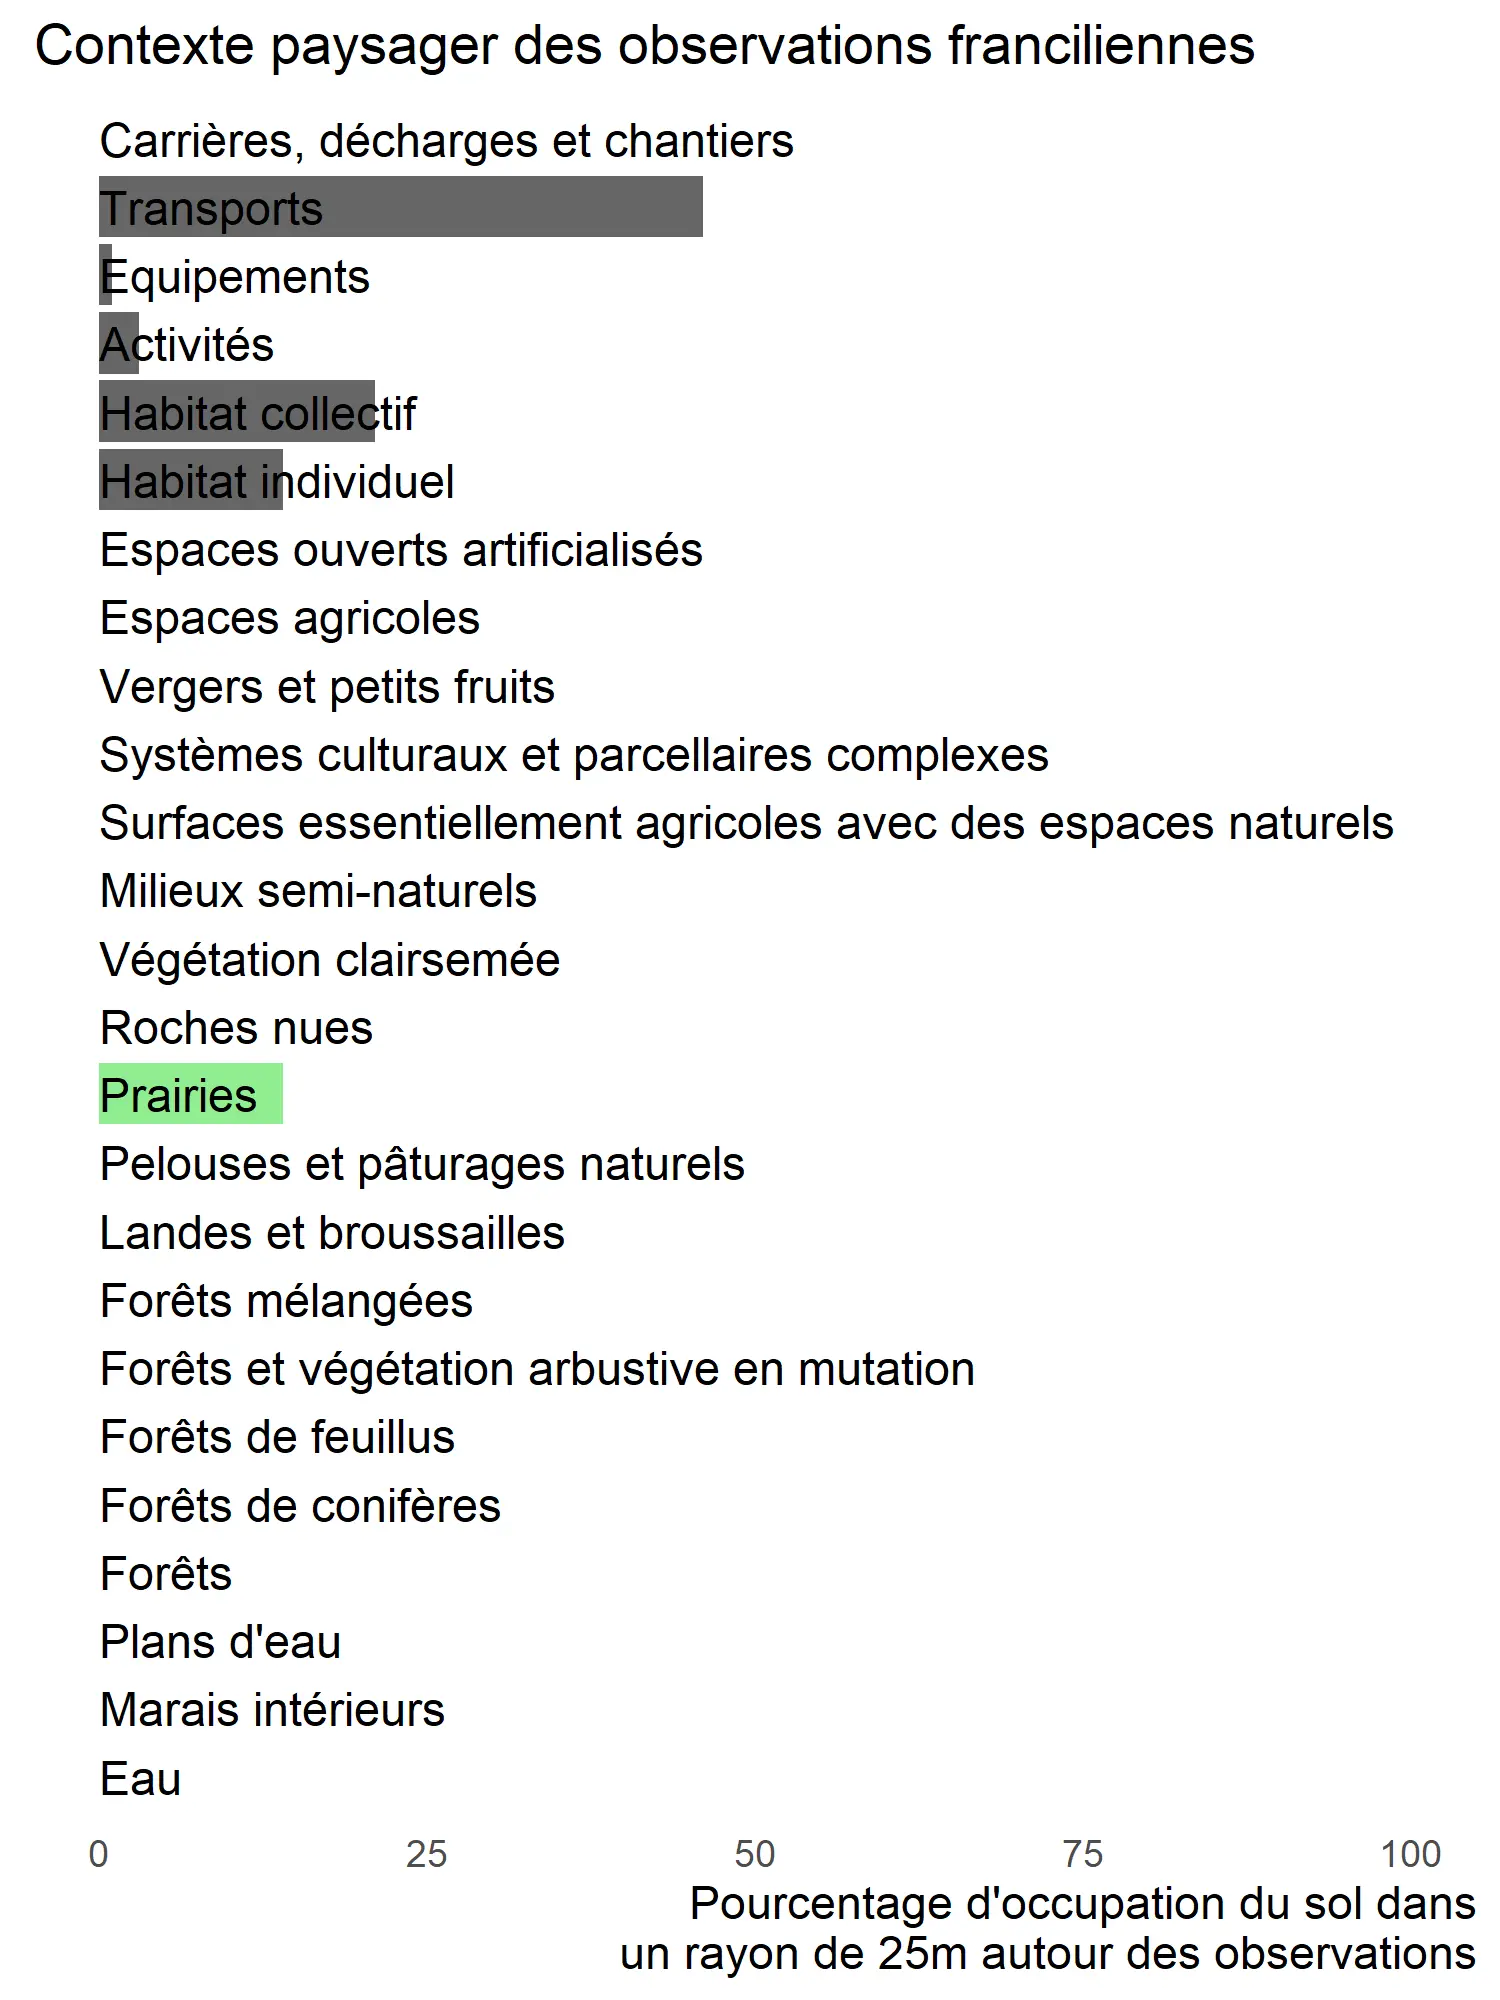 Contexte paysager des observations franciliennes
Carrières, décharges et chantiers
Transports
Equipements
Activités
Habitat collectif
Habitat individuel
Espaces ouverts artificialisés
Espaces agricoles
Vergers et petits fruits
Systèmes culturaux et parcellaires complexes
Surfaces essentiellement agricoles avec des espaces naturels
Milieux semi-naturels
Végétation clairsemée
Roches nues
Prairies
Pelouses et pâturages naturels
Landes et broussailles
Forêts mélangées
Forêts et végétation arbustive en mutation
Forêts de feuillus
Forêts de conifères
Forêts
Plans d'eau
Marais intérieurs
Eau
0 25 50 75 100
Pourcentage d'occupation du sol dans
un rayon de 25m autour des observations